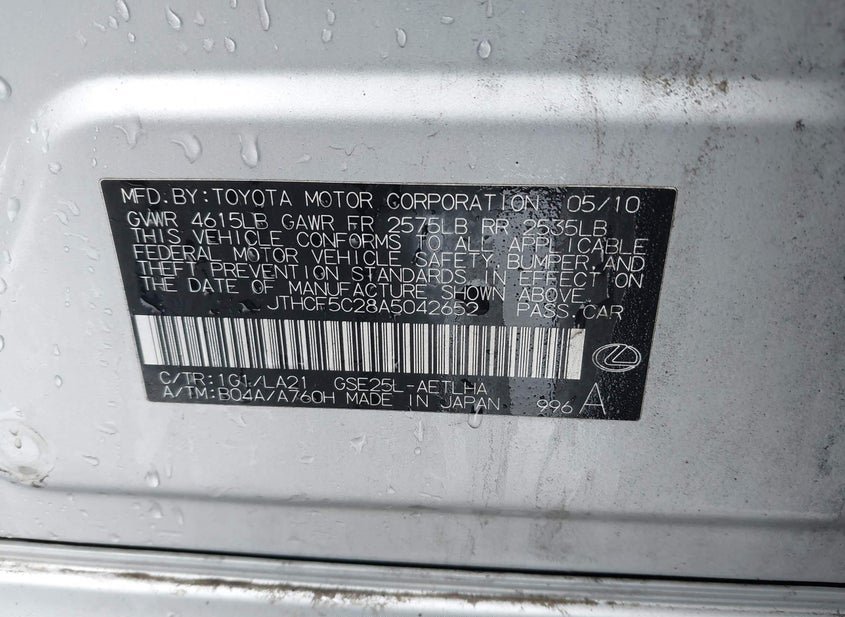 MFD.BY:TOYOTA MOTOR CORPORATION 05/10
GVWR 4615LB GAWR FR 2575LB RR 2535LB
THIS VEHICLE CONFORMS TO ALL APPLICABLE
FEDERAL MOTOR VEHICLE SAFETY, BUMPER, AND
THEFT PREVENTION STANDARDS IN EFFECT ON
THE DATE OF MANUFACTURE SHOWN ABOVE.
JTHCF5C28A5042652 PASS.CAR
C/TR:1G1/LA21 GSE25L-AETLHA
A/TM:B04A/A760H MADE IN JAPAN 996 A